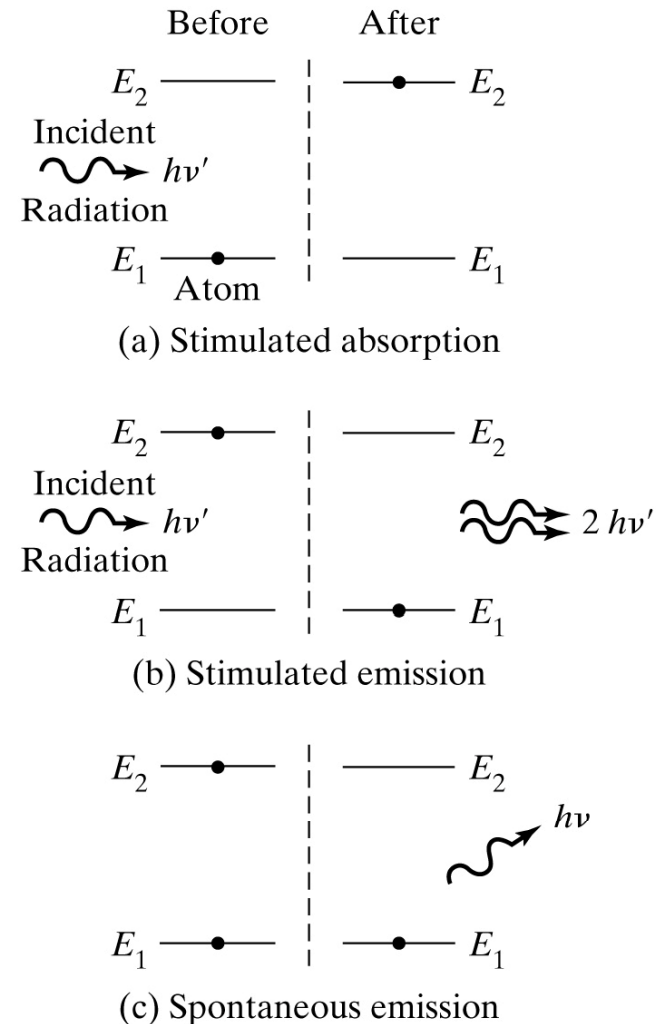 Before After
E₂ E₂
Incident
hν′
Radiation
E₁ E₁
Atom
(a) Stimulated absorption
E₂ E₂
Incident
hν′ 2 hν′
Radiation
E₁ E₁
(b) Stimulated emission
E₂ E₂
hν
E₁ E₁
(c) Spontaneous emission